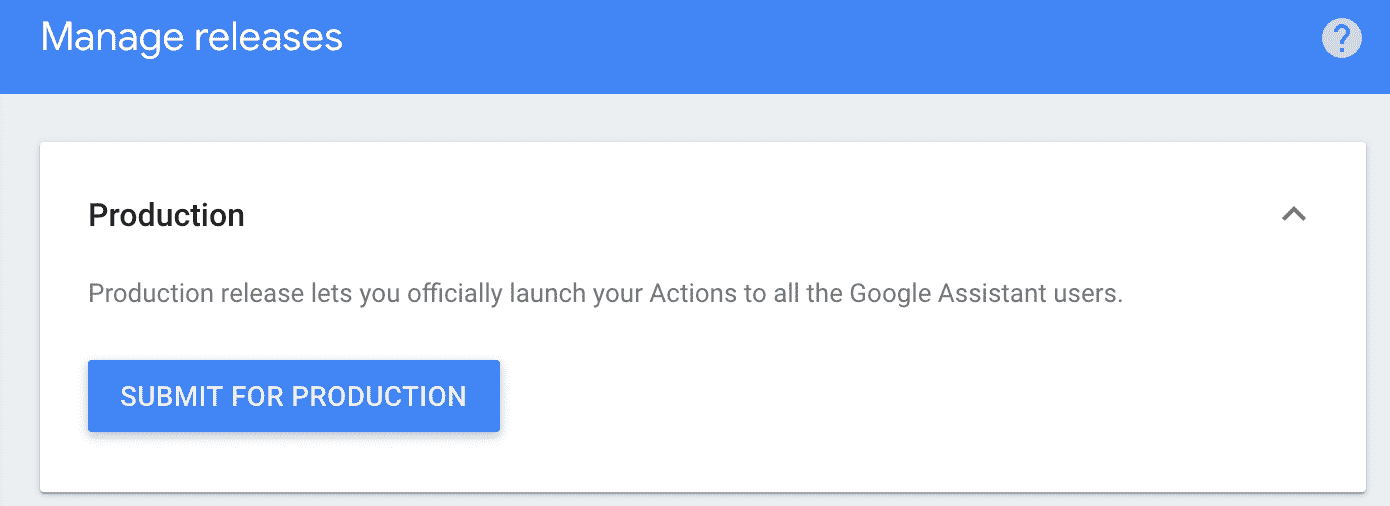 Manage releases
?
Production
Production release lets you officially launch your Actions to all the Google Assistant users.
SUBMIT FOR PRODUCTION